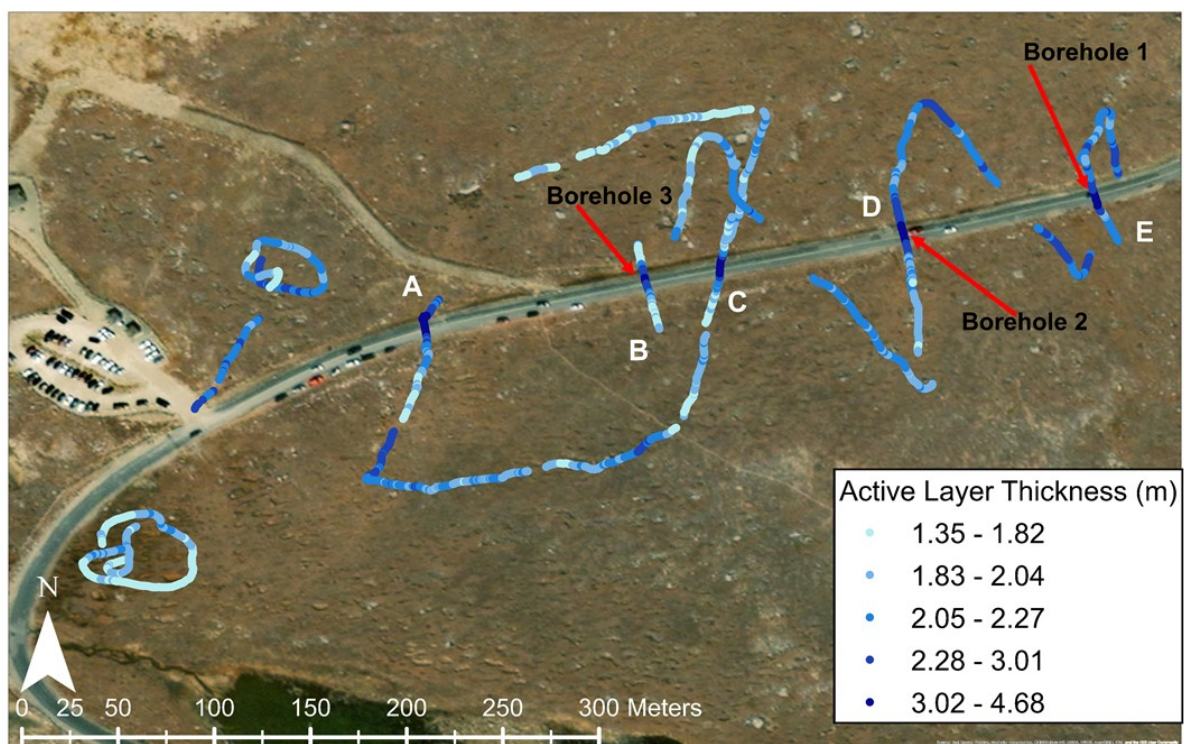 Borehole 1
Borehole 3
D
E
A
C
Borehole 2
B
Active Layer Thickness (m)
1.35 - 1.82
1.83 - 2.04
2.05 - 2.27
2.28 - 3.01
3.02 - 4.68
N
0 25 50 100 150 200 250 300 Meters